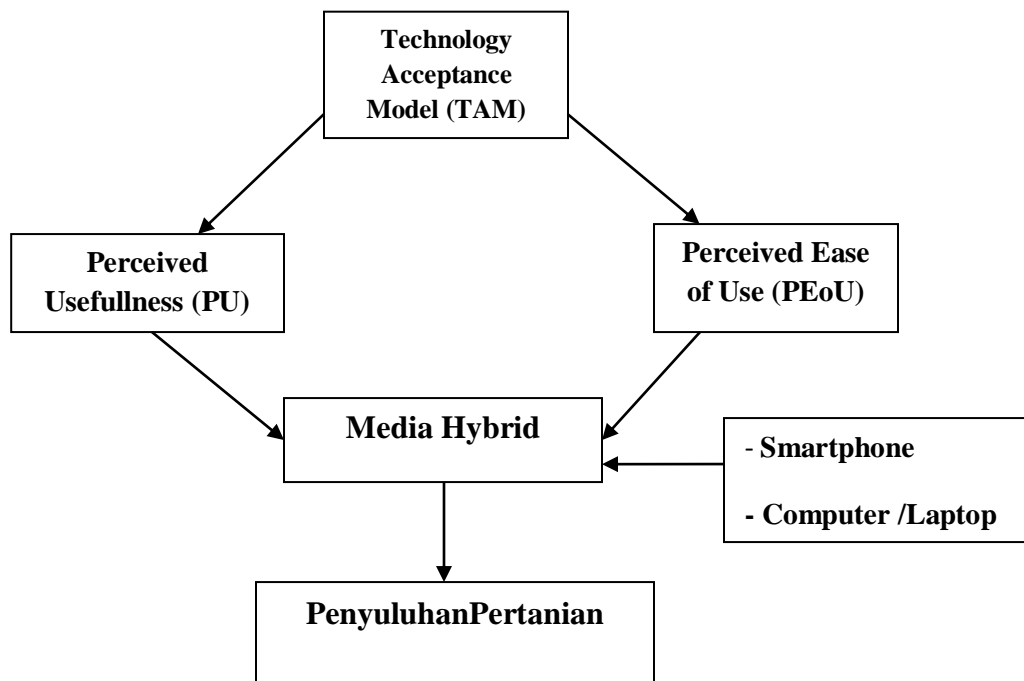 Technology
Acceptance
Model (TAM)
Perceived
Usefullness (PU)
Perceived Ease
of Use (PEoU)
Media Hybrid
- Smartphone
- Computer /Laptop
PenyuluhanPertanian